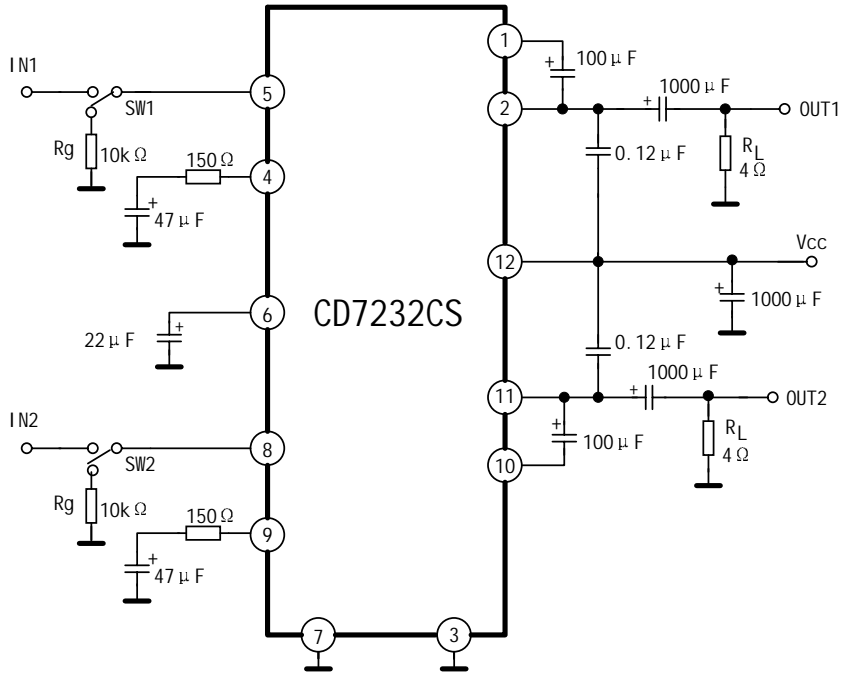 IN1
SW1
Rg
10kΩ
150Ω
+
47μF
5
4
+
22μF
6
CD7232CS
IN2
SW2
Rg
10kΩ
150Ω
+
47μF
8
9
7
3
1
+
100μF
1000μF
+
2
OUT1
0.12μF
RL
4Ω
12
Vcc
+
1000μF
0.12μF
1000μF
+
11
OUT2
+
100μF
RL
4Ω
10